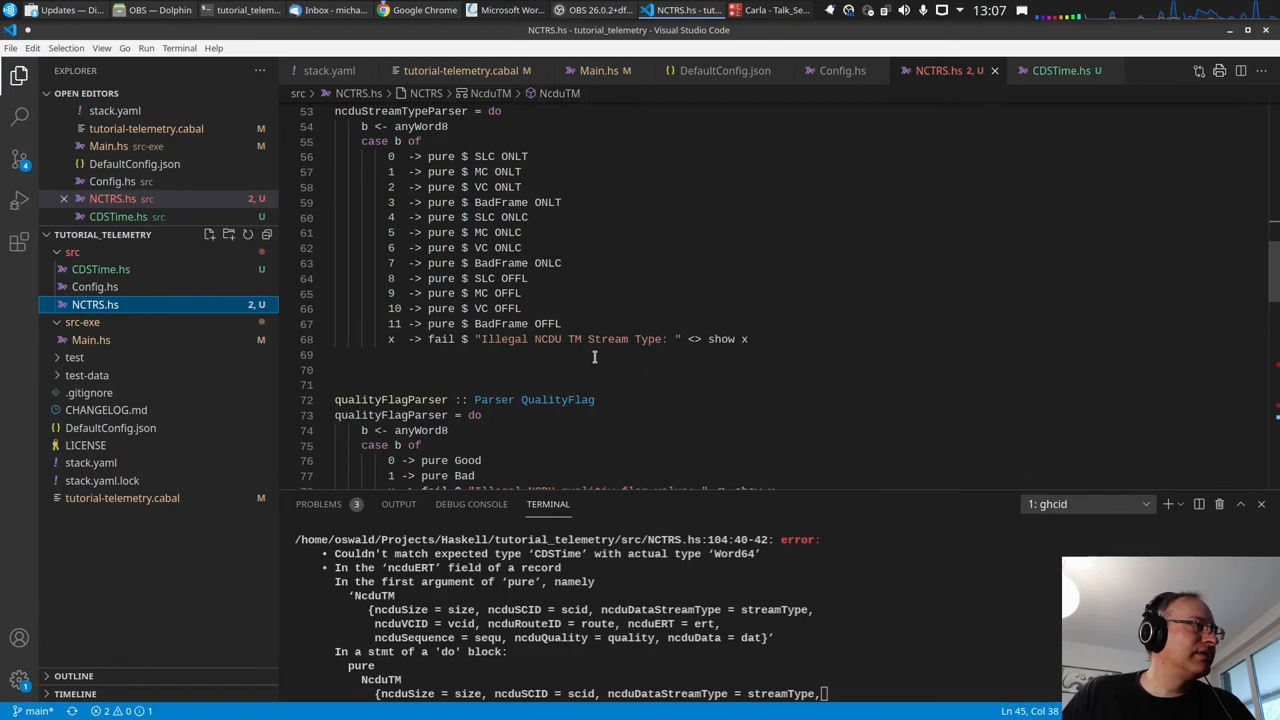 Updates — D...
OBS — Dolphin
tutorial_telem...
Inbox - micha...
Google Chrome
Microsoft Wor...
OBS 26.0.2+df...
NCTRS.hs - tut...
Carla - Talk_Se...
13:07
NCTRS.hs - tutorial_telemetry - Visual Studio Code
File Edit Selection View Go Run Terminal Help
EXPLORER
stack.yaml
tutorial-telemetry.cabal M
Main.hs M
DefaultConfig.json
Config.hs
NCTRS.hs 2, U
CDSTime.hs U
OPEN EDITORS
stack.yaml
tutorial-telemetry.cabal M
Main.hs src-exe M
DefaultConfig.json
Config.hs src
NCTRS.hs src 2, U
CDSTime.hs src U
TUTORIAL_TELEMETRY
src
CDSTime.hs U
Config.hs
NCTRS.hs 2, U
src-exe
Main.hs M
test
test-data
.gitignore
CHANGELOG.md
DefaultConfig.json
LICENSE
stack.yaml
stack.yaml.lock
tutorial-telemetry.cabal M
OUTLINE
TIMELINE
4
1
src > NCTRS.hs > NCTRS > NcduTM > NcduTM
53 ncduStreamTypeParser = do
54 b <- anyWord8
55 case b of
56 0 -> pure $ SLC ONLT
57 1 -> pure $ MC ONLT
58 2 -> pure $ VC ONLT
59 3 -> pure $ BadFrame ONLT
60 4 -> pure $ SLC ONLC
61 5 -> pure $ MC ONLC
62 6 -> pure $ VC ONLC
63 7 -> pure $ BadFrame ONLC
64 8 -> pure $ SLC OFFL
65 9 -> pure $ MC OFFL
66 10 -> pure $ VC OFFL
67 11 -> pure $ BadFrame OFFL
68 x -> fail $ "Illegal NCDU TM Stream Type: " <> show x
69
70
71
72 qualityFlagParser :: Parser QualityFlag
73 qualityFlagParser = do
74 b <- anyWord8
75 case b of
76 0 -> pure Good
77 1 -> pure Bad
PROBLEMS 3 OUTPUT DEBUG CONSOLE TERMINAL 1: ghcid
/home/oswald/Projects/Haskell/tutorial_telemetry/src/NCTRS.hs:104:40-42: error:
• Couldn't match expected type ‘CDSTime’ with actual type ‘Word64’
• In the ‘ncduERT’ field of a record
In the first argument of ‘pure’, namely
‘NcduTM
{ncduSize = size, ncduSCID = scid, ncduDataStreamType = streamType,
ncduVCID = vcid, ncduRouteID = route, ncduERT = ert,
ncduSequence = sequ, ncduQuality = quality, ncduData = dat}’
In a stmt of a 'do' block:
pure
NcduTM
{ncduSize = size, ncduSCID = scid, ncduDataStreamType = streamType,
main* 2 0 1
Ln 45, Col 38